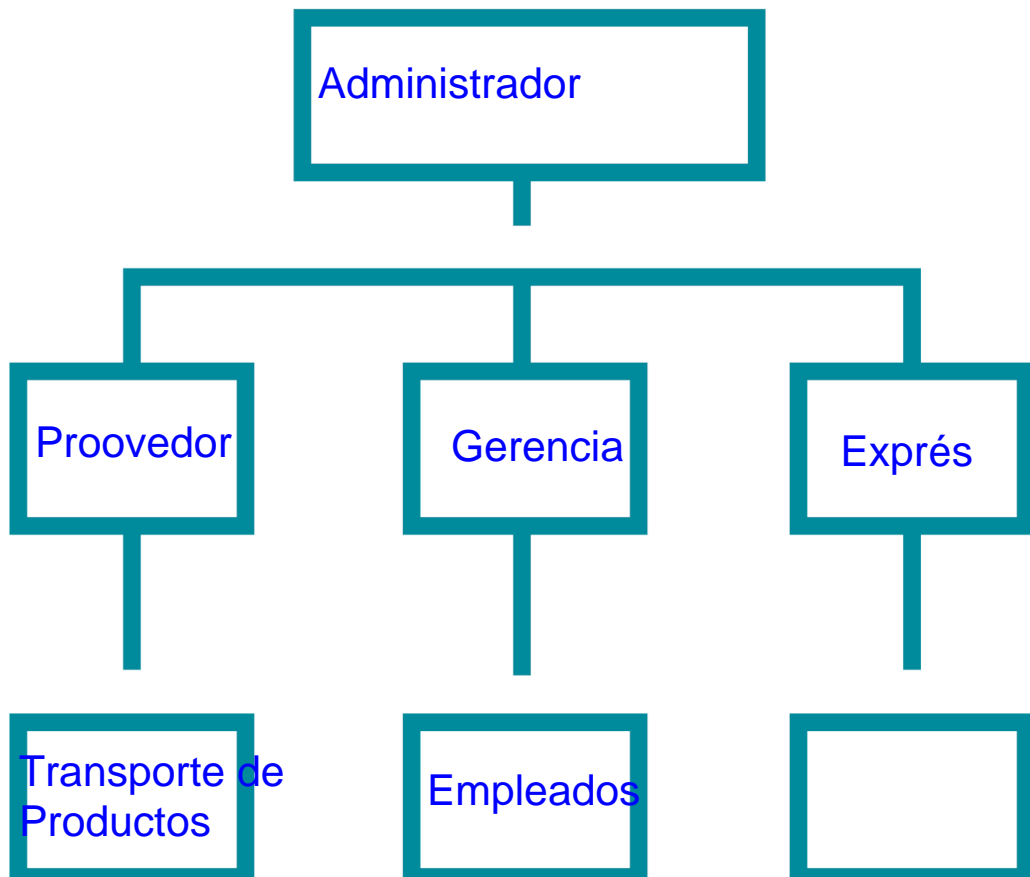 Administrador
Proovedor
Gerencia
Exprés
Transporte de
Productos
Empleados